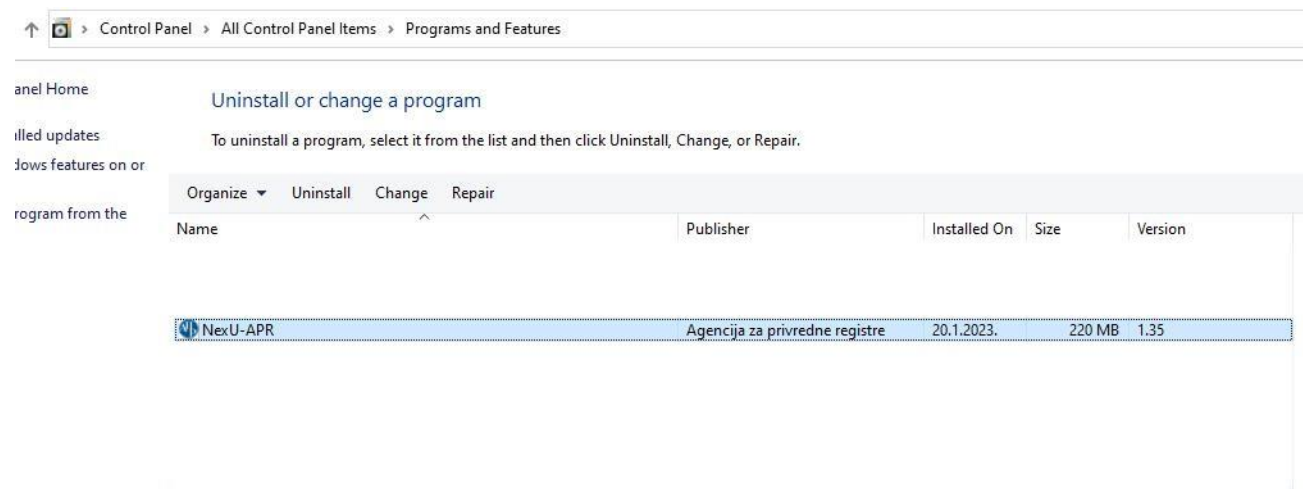 Control Panel > All Control Panel Items > Programs and Features
anel Home
Uninstall or change a program
alled updates
To uninstall a program, select it from the list and then click Uninstall, Change, or Repair.
dows features on or
Organize Uninstall Change Repair
rogram from the
Name Publisher Installed On Size Version
NexU-APR Agencija za privredne registre 20.1.2023. 220 MB 1.35